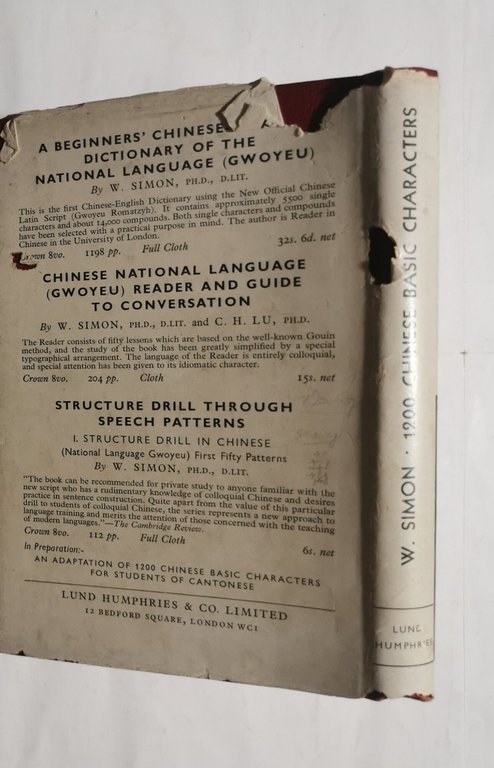 A BEGINNERS' CHINESE-
DICTIONARY OF THE
NATIONAL LANGUAGE (GWOYEU)
By W. SIMON, PH.D., D.LIT.
This is the first Chinese-English Dictionary using the New Official Chinese
Latin Script (Gwoyeu Romatzyh). It contains approximately 5500 single
characters and about 14,000 compounds. Both single characters and compounds
have been selected with a practical purpose in mind. The author is Reader in
Chinese in the University of London.
Crown 8vo. 1198 pp. Full Cloth 32s. 6d. net
CHINESE NATIONAL LANGUAGE
(GWOYEU) READER AND GUIDE
TO CONVERSATION
By W. SIMON, PH.D., D.LIT. and C. H. LU, PH.D.
The Reader consists of fifty lessons which are based on the well-known Gouin
method, and the study of the book has been greatly simplified by a special
typographical arrangement. The language of the Reader is entirely colloquial,
and special attention has been given to its idiomatic character.
Crown 8vo. 204 pp. Cloth 15s. net
STRUCTURE DRILL THROUGH
SPEECH PATTERNS
I. STRUCTURE DRILL IN CHINESE
(National Language Gwoyeu) First Fifty Patterns
By W. SIMON, PH.D., D.LIT.
"The book can be recommended for private study to anyone familiar with the
new script who has a rudimentary knowledge of colloquial Chinese and desires
practice in sentence construction. Quite apart from the value of this particular
drill to students of colloquial Chinese, the series represents a new approach to
language training and merits the attention of those concerned with the teaching
of modern languages."—The Cambridge Review.
Crown 8vo. 112 pp. Full Cloth 6s. net
In Preparation:-
AN ADAPTATION OF 1200 CHINESE BASIC CHARACTERS
FOR STUDENTS OF CANTONESE
LUND HUMPHRIES & CO. LIMITED
12 BEDFORD SQUARE, LONDON WC1
W. SIMON · 1200 CHINESE BASIC CHARACTERS
LUND
HUMPHRIES